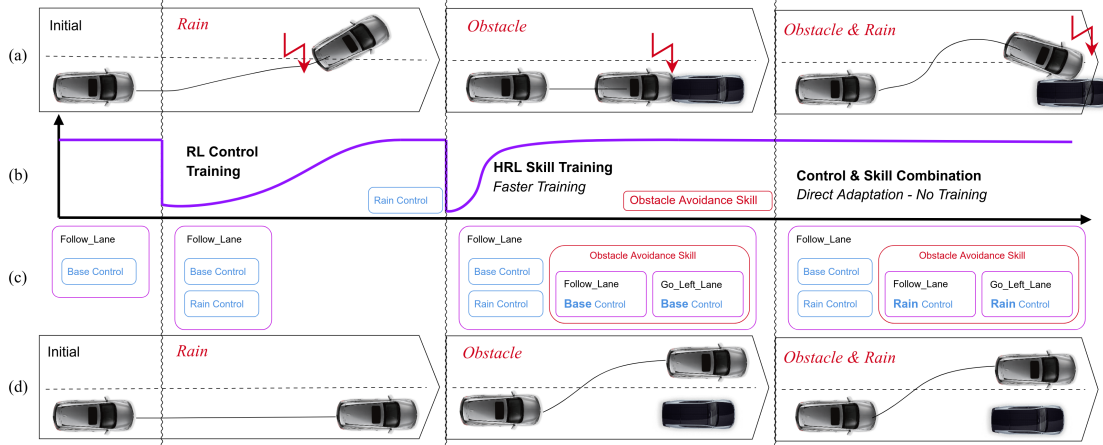 (a)
Initial
Rain
Obstacle
Obstacle & Rain
(b)
RL Control
Training
Rain Control
HRL Skill Training
Faster Training
Obstacle Avoidance Skill
Control & Skill Combination
Direct Adaptation - No Training
(c)
Follow_Lane
Base Control
Follow_Lane
Base Control
Rain Control
Follow_Lane
Base Control
Rain Control
Obstacle Avoidance Skill
Follow_Lane
Base Control
Go_Left_Lane
Base Control
Follow_Lane
Base Control
Rain Control
Obstacle Avoidance Skill
Follow_Lane
Rain Control
Go_Left_Lane
Rain Control
(d)
Initial
Rain
Obstacle
Obstacle & Rain